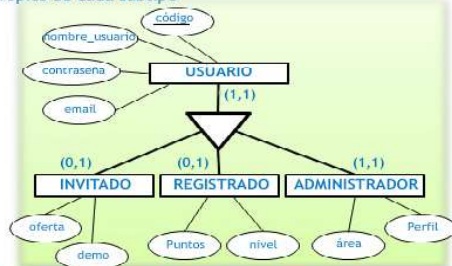 código
nombre_usuario
contraseña
USUARIO
email
(1,1)
(0,1) (0,1) (1,1)
INVITADO REGISTRADO ADMINISTRADOR
oferta Perfil
demo Puntos nivel área